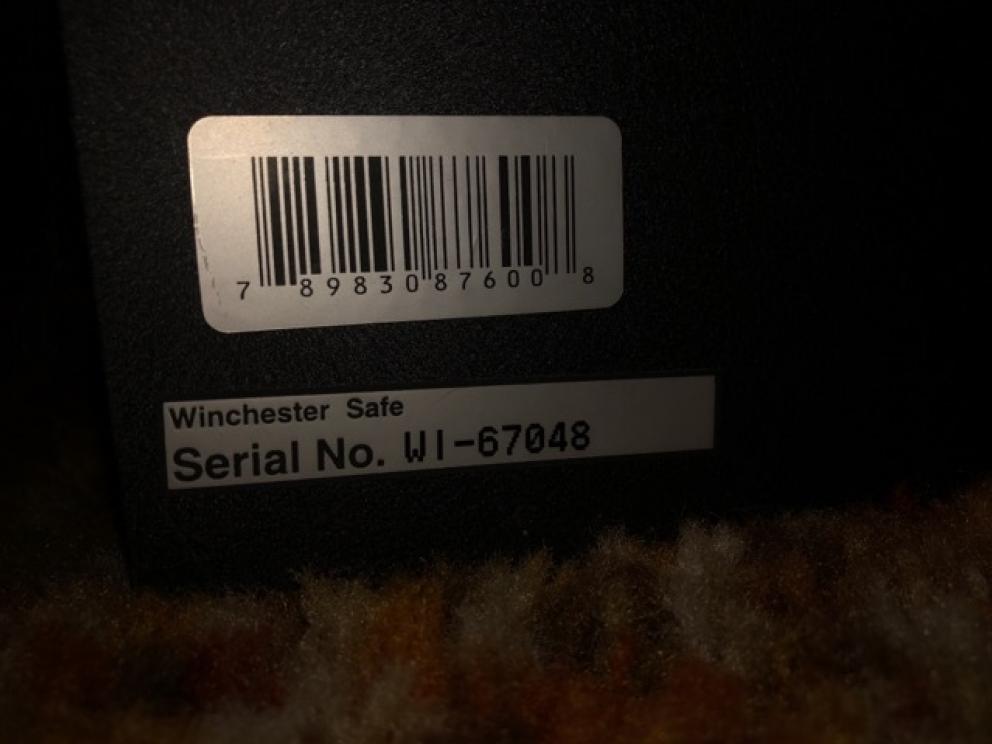 7 89830 87600 8
Winchester Safe
Serial No. WI-67048